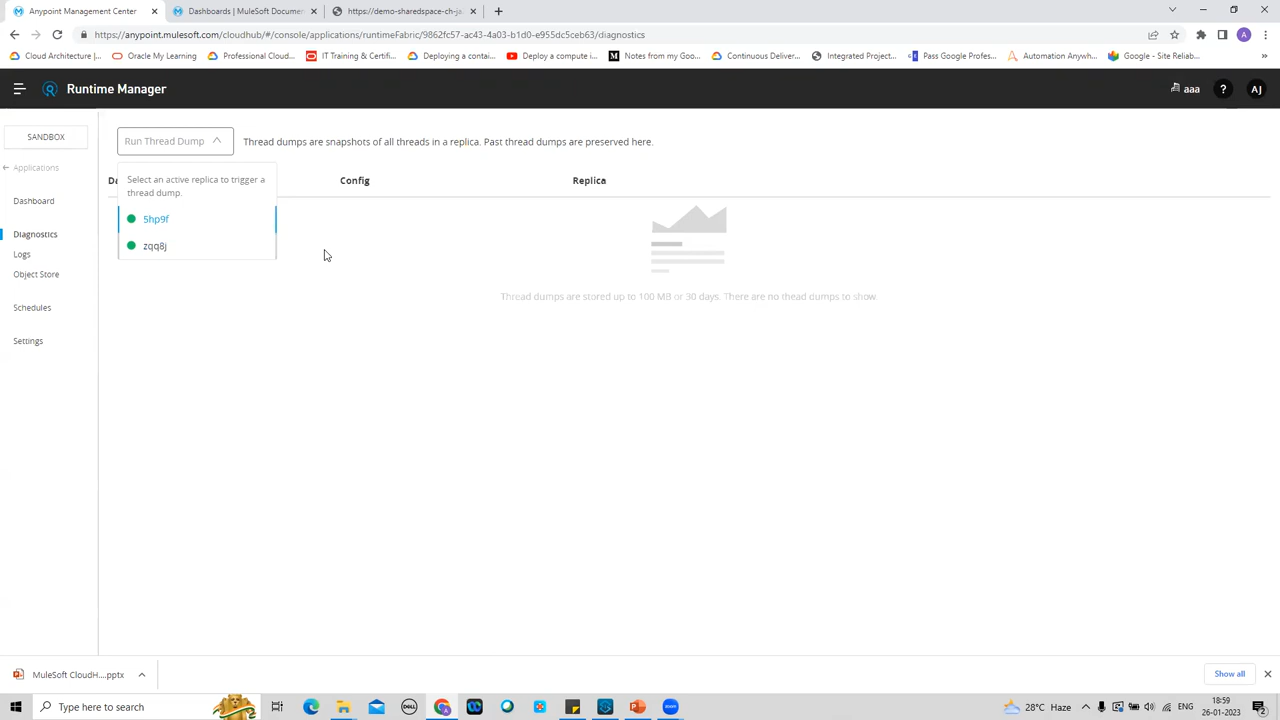 Anypoint Management Center
Dashboards | MuleSoft Documen
https://demo-sharedspace-ch-ja
anypoint.mulesoft.com/cloudhub/#/console/applications/runtimeFabric/9862fc57-ac43-4a03-b1d0-e955dc5ceb63/diagnostics
A
Cloud Architecture |...
Oracle My Learning
Professional Cloud...
IT Training & Certifi...
Deploying a contai...
Deploy a compute i...
Notes from my Goo...
Continuous Deliver...
Integrated Project...
Pass Google Profes...
Automation Anywh...
Google - Site Reliab...
Runtime Manager
aaa
?
AJ
SANDBOX
Applications
Dashboard
Diagnostics
Logs
Object Store
Schedules
Settings
Run Thread Dump
Thread dumps are snapshots of all threads in a replica. Past thread dumps are preserved here.
Da
Config
Replica
Select an active replica to trigger a
thread dump.
5hp9f
zqq8j
Thread dumps are stored up to 100 MB or 30 days. There are no thead dumps to show.
MuleSoft CloudH....pptx
Show all
Type here to search
DELL
zoom
28°C Haze
ENG
18:59
26-01-2023
2